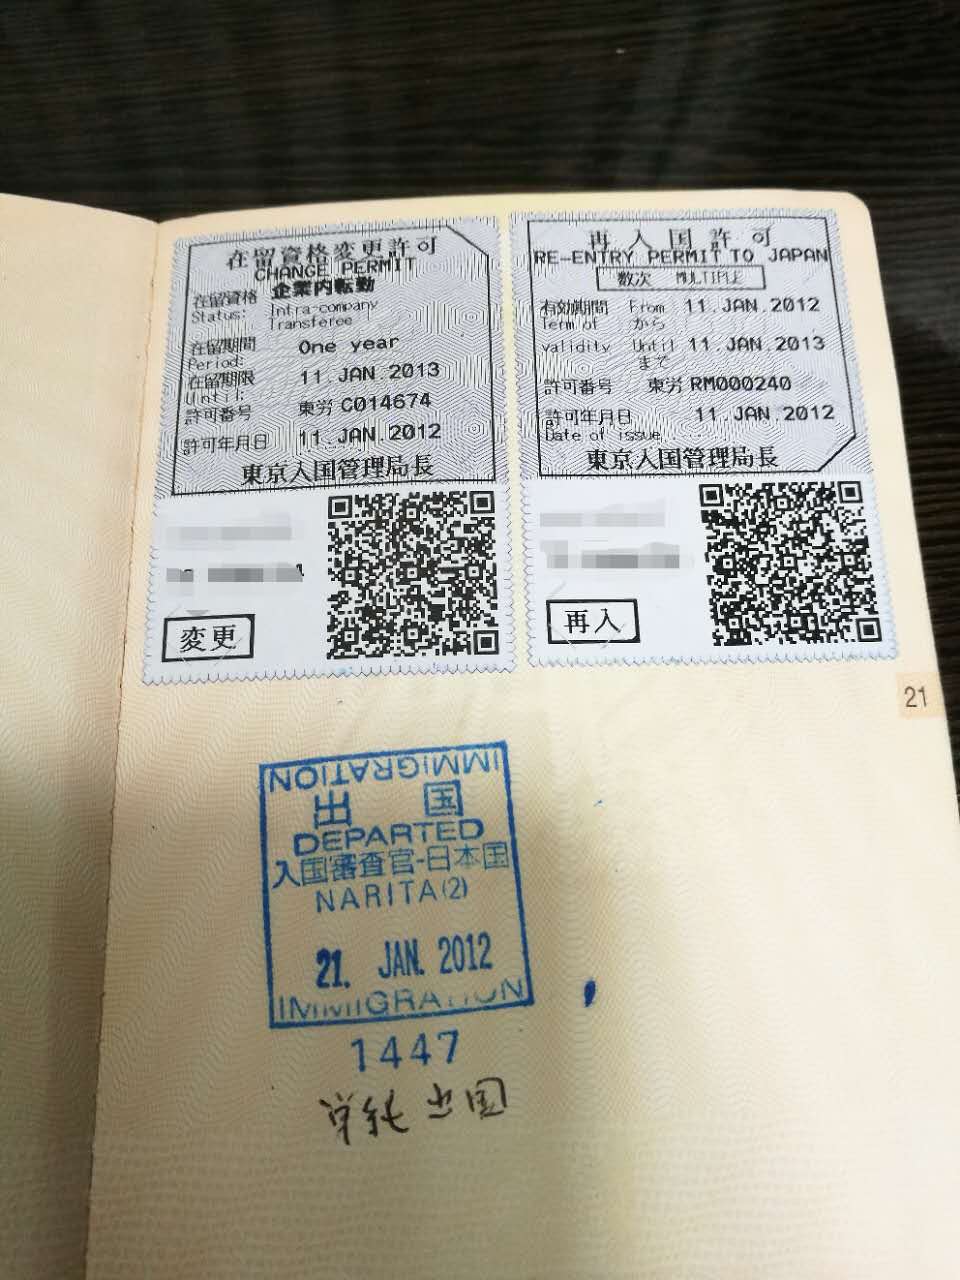 在留資格変更許可
CHANGE PERMIT
在留資格 企業内転勤
Status: Intra-company
Transferee
在留期間 One year
Period:
在留期限 11.JAN.2013
Until:
許可番号 東労 C014674
許可年月日 11.JAN.2012
東京入国管理局長
変更
再入国許可
RE-ENTRY PERMIT TO JAPAN
数次 MULTIPLE
有効期間 From 11.JAN.2012
Term of から
validity Until 11.JAN.2013
まで
許可番号 東労 RM000240
許可年月日 11.JAN.2012
Date of issue
東京入国管理局長
再入
21
IMMIGRATION
出国
DEPARTED
入国審査官-日本国
NARITA(2)
21. JAN. 2012
IMMIGRATION
1447
出国